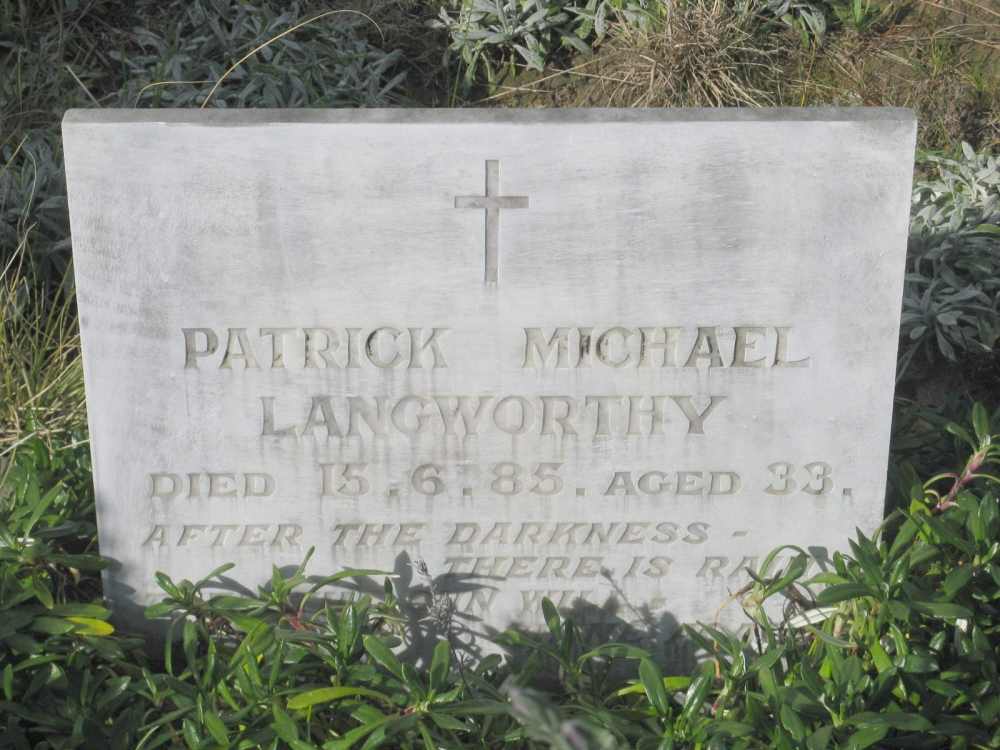 PATRICK MICHAEL
LANGWORTHY
DIED 15.6.85. AGED 33.
AFTER THE DARKNESS -
THERE IS